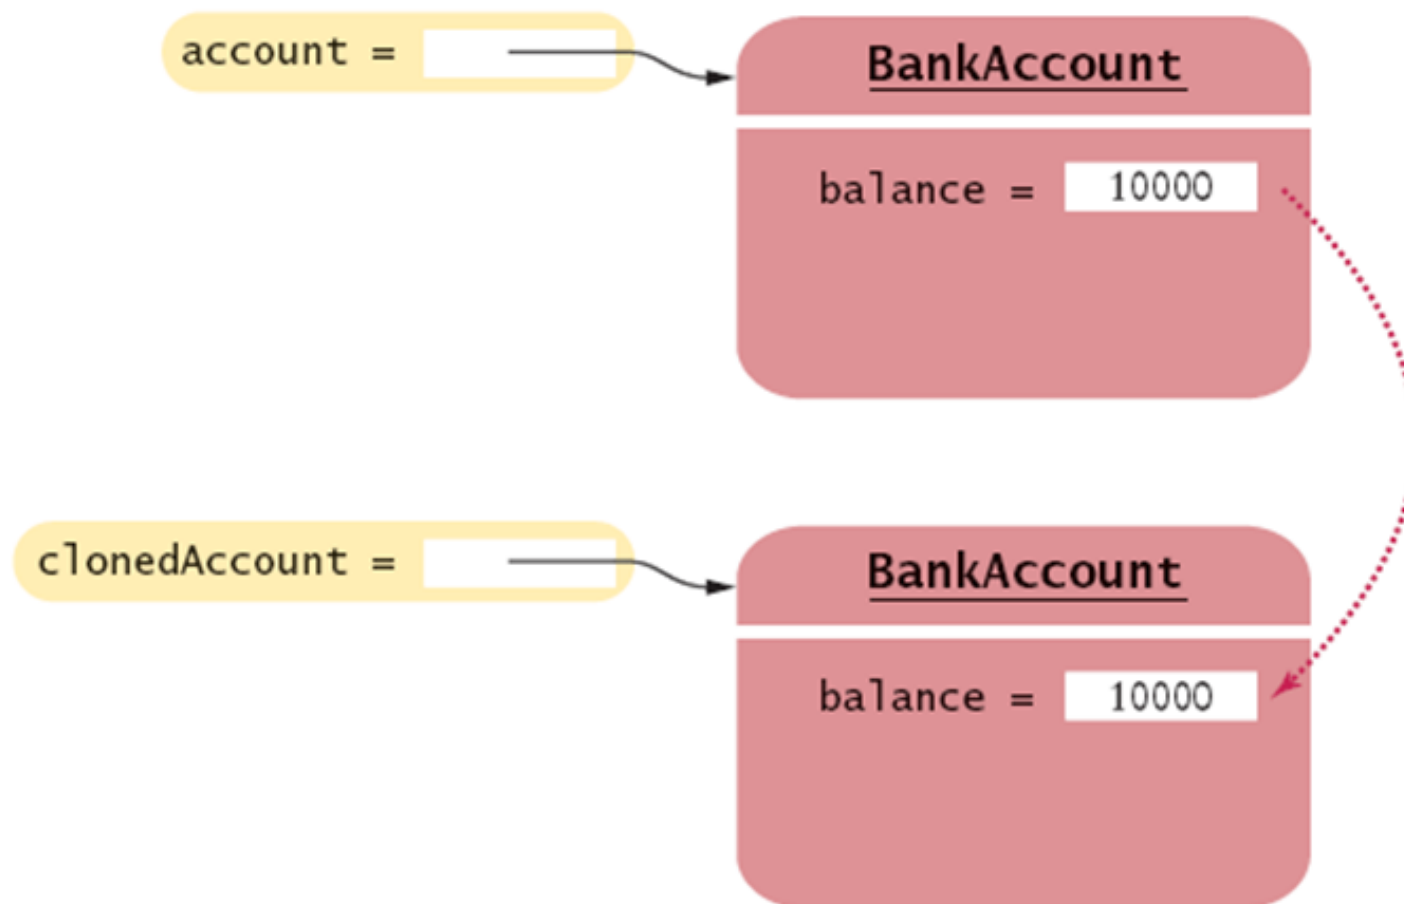 account =
BankAccount
balance = 10000
clonedAccount =
BankAccount
balance = 10000